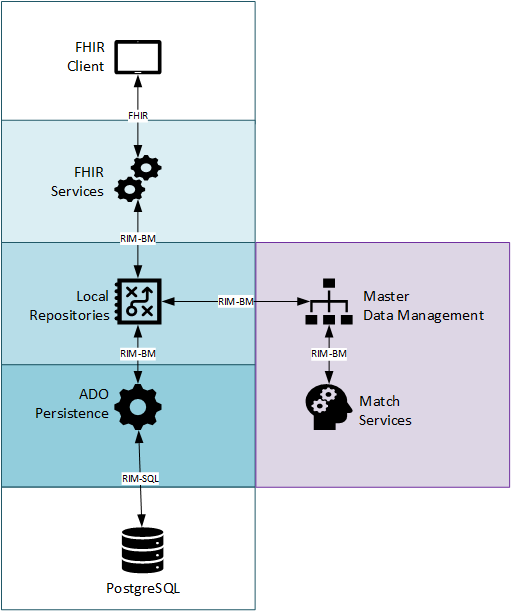 FHIR
Client
FHIR
FHIR
Services
RIM-BM
Local
Repositories
RIM-BM
Master
Data Management
RIM-BM
RIM-BM
ADO
Persistence
Match
Services
RIM-SQL
PostgreSQL